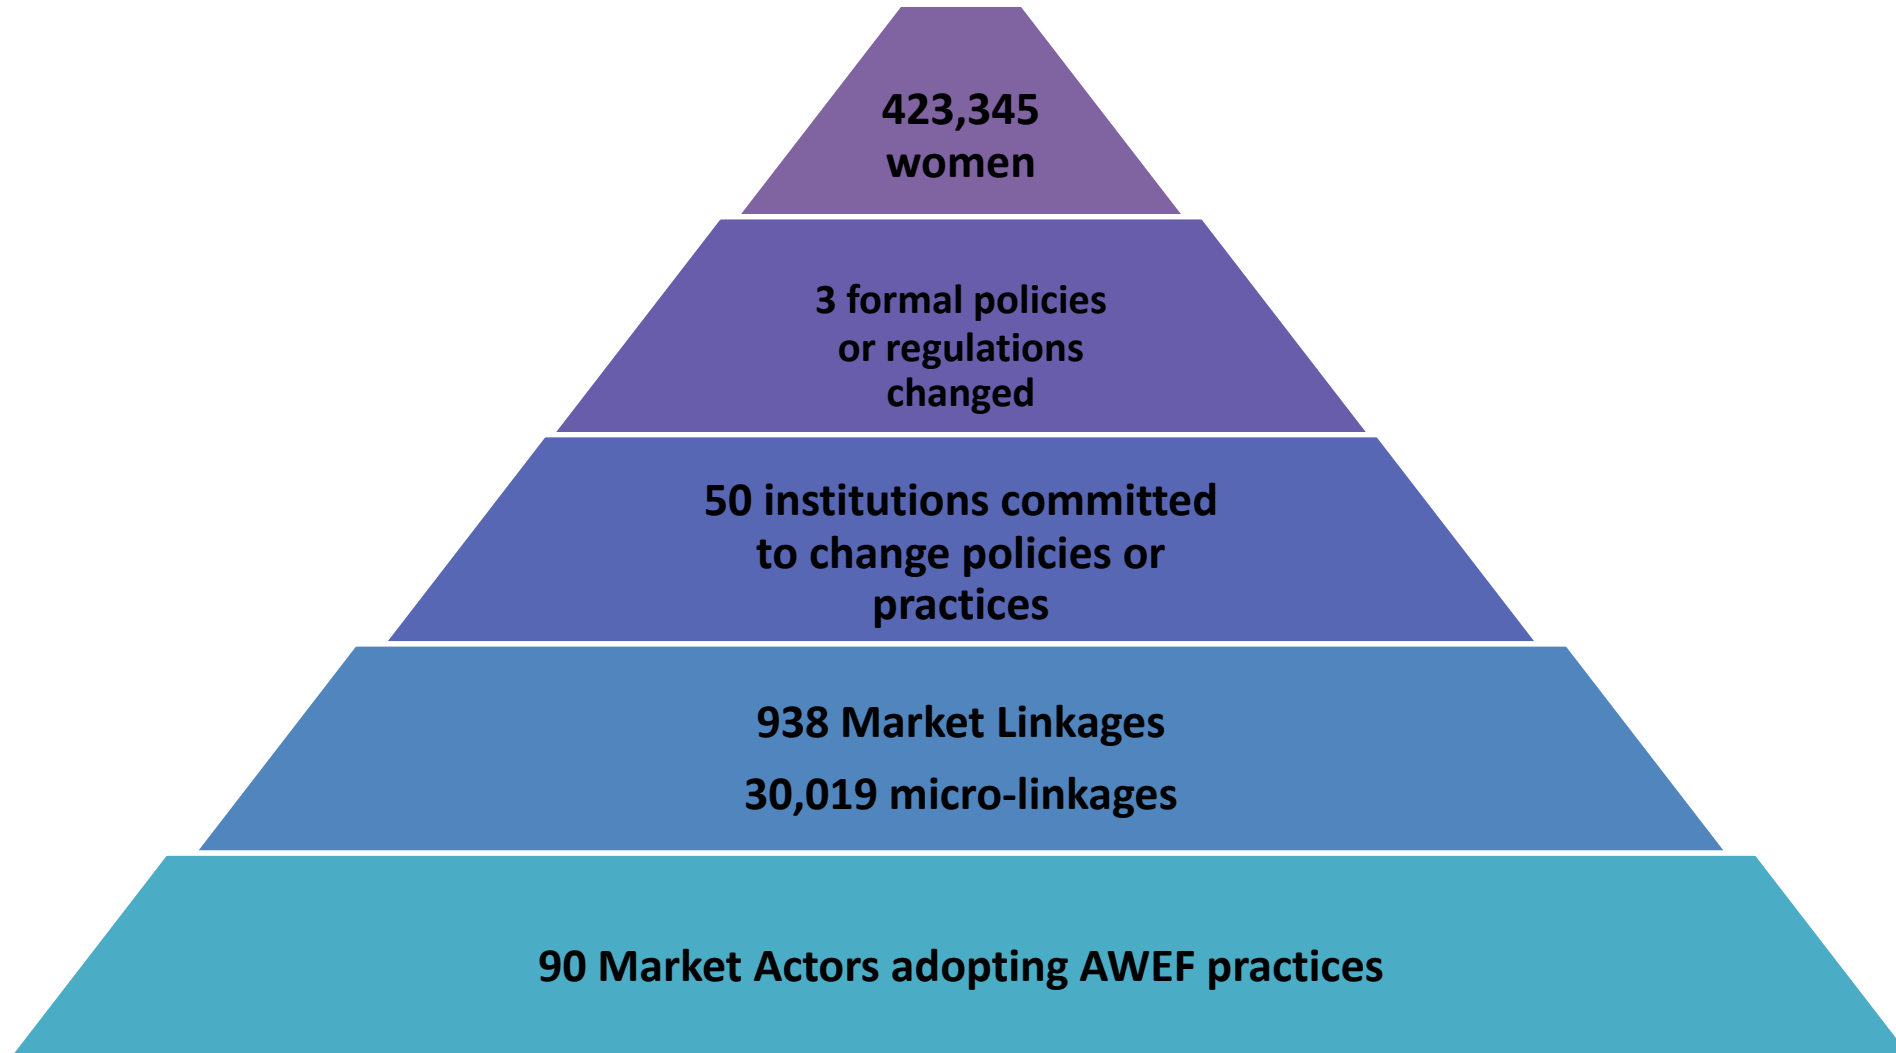 423,345
women
3 formal policies
or regulations
changed
50 institutions committed
to change policies or
practices
938 Market Linkages
30,019 micro-linkages
90 Market Actors adopting AWEF practices